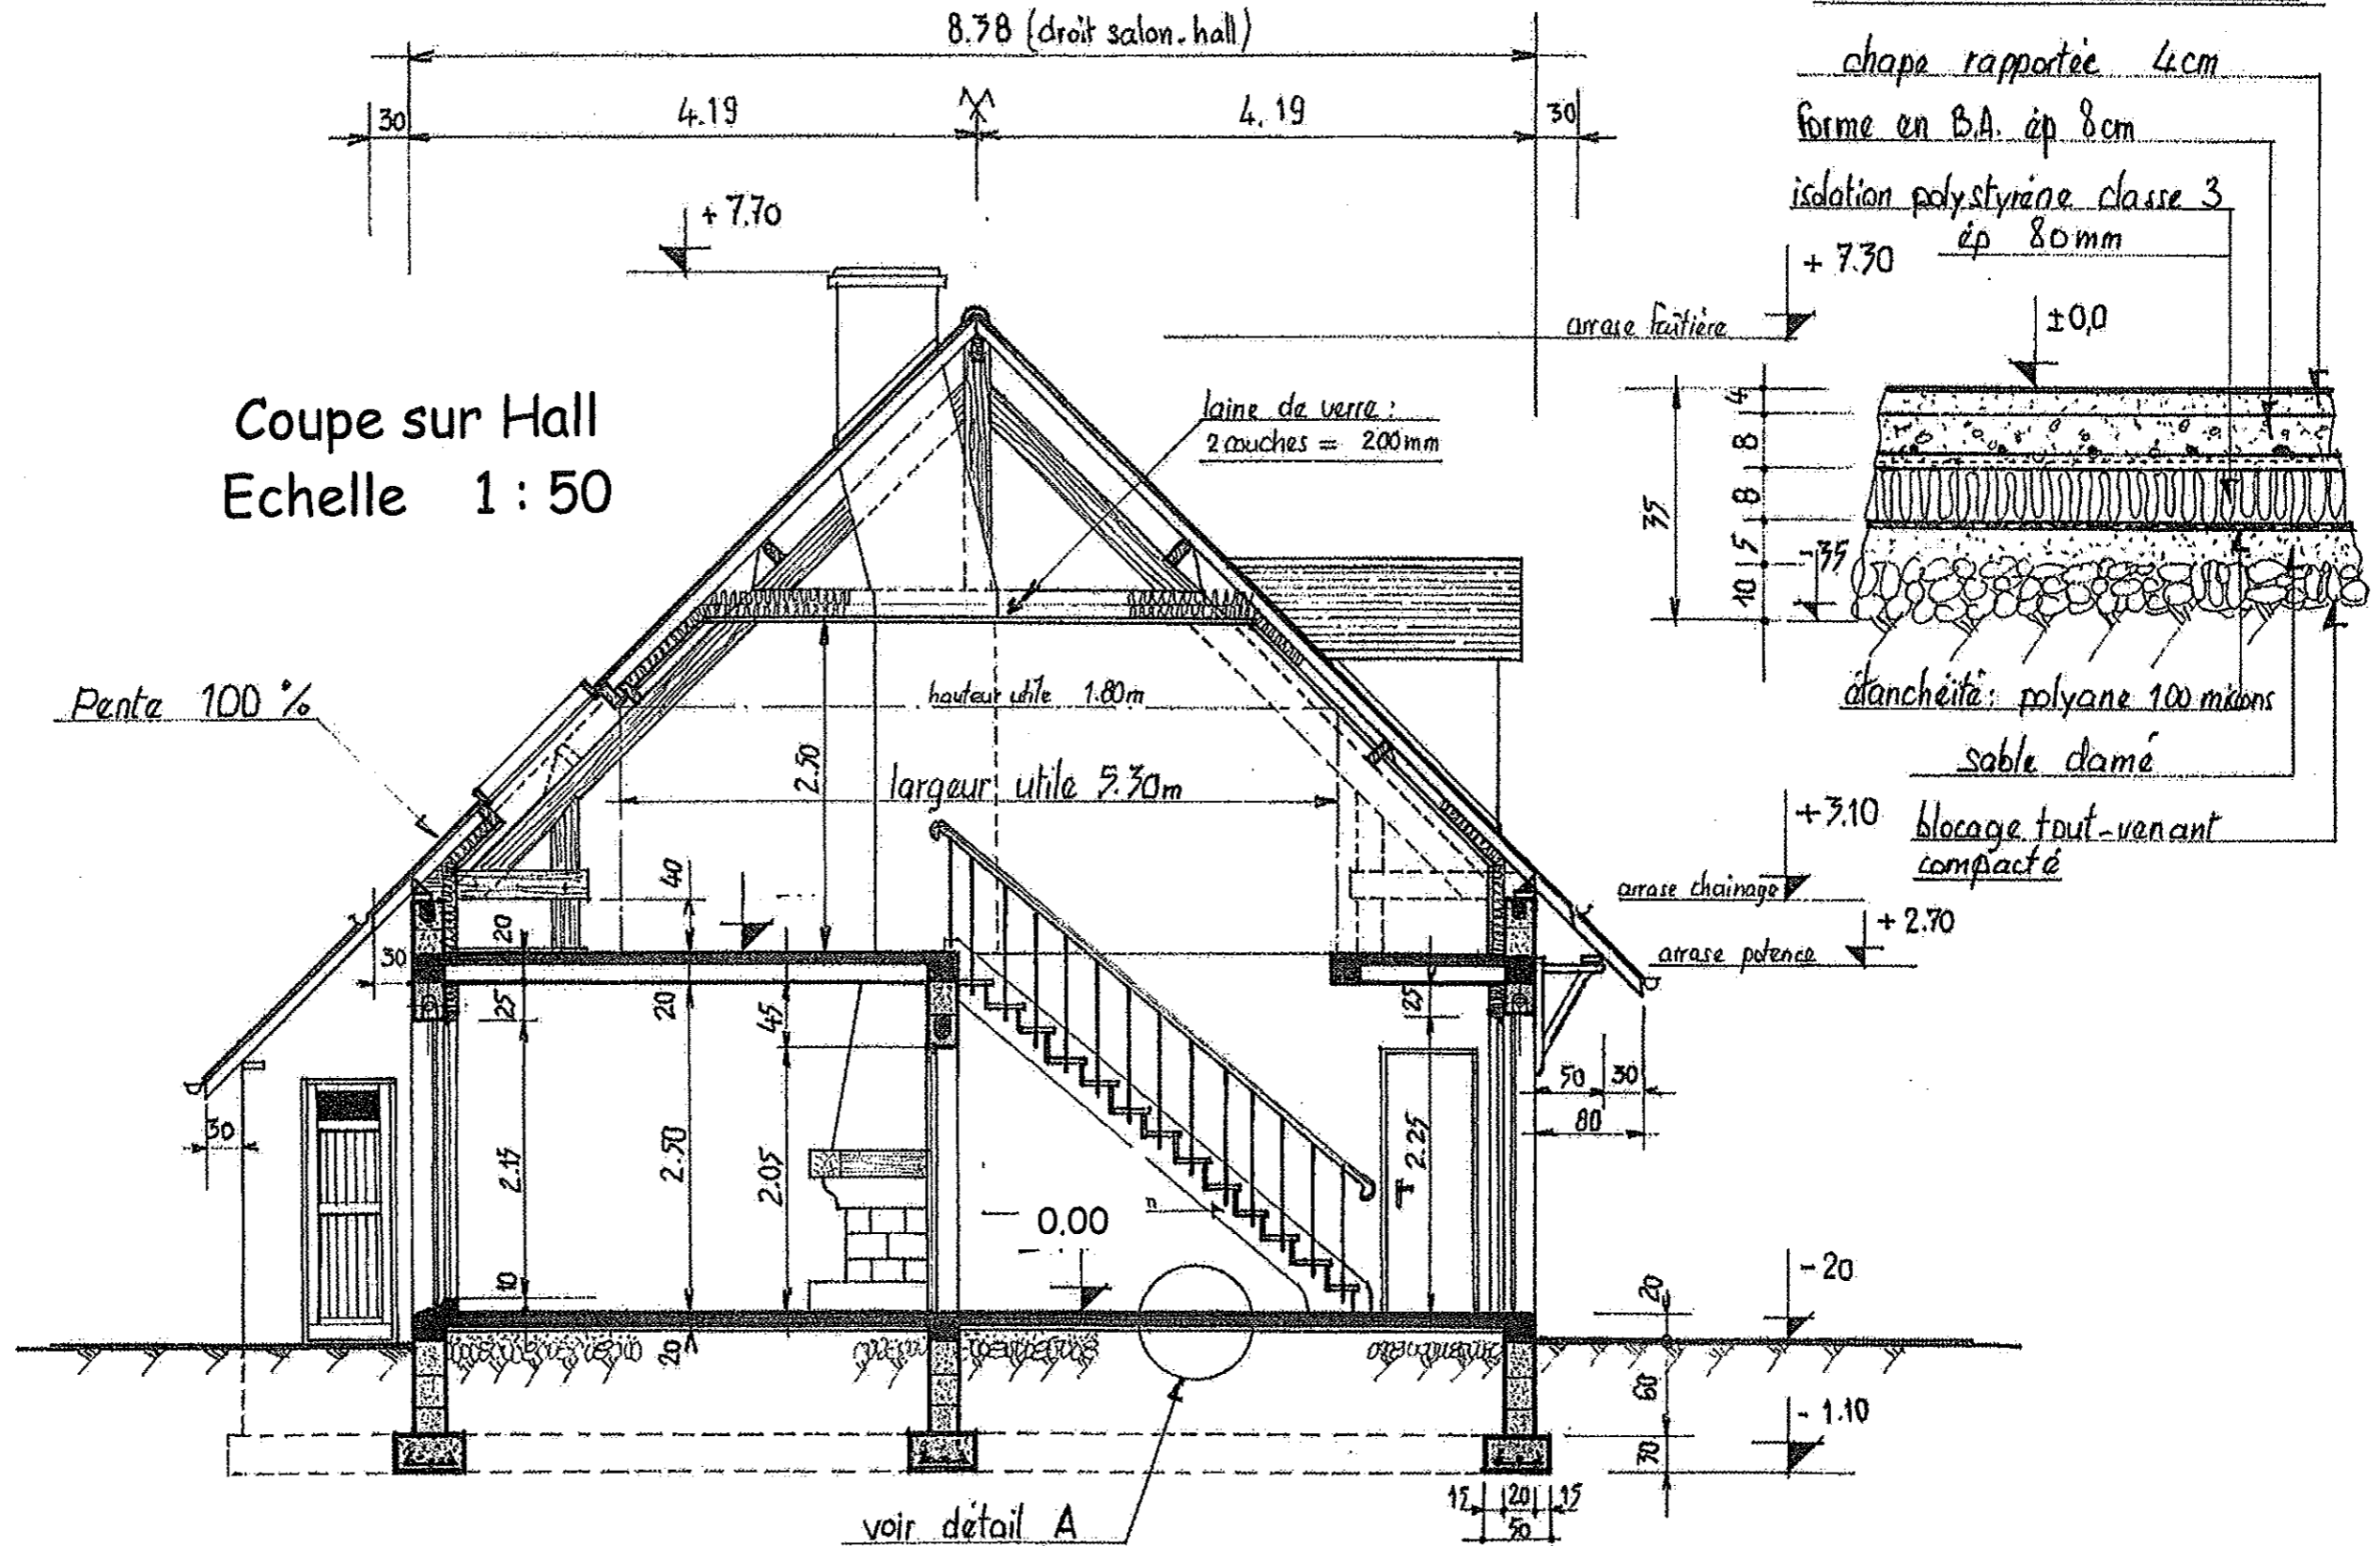 8.38 (droit salon-hall)
30
4.19
4.19
30
+ 7.70
Coupe sur Hall
Echelle 1 : 50
laine de verre :
2 couches = 200mm
Pente 100 %
hauteur utile 1.80m
2.50
largeur utile 5.30m
40
20
30
25
20
45
25
30
2.15
2.50
2.05
2.25
10
20
0,00
50
30
80
voir détail A
15
20
15
50
chape rapportée 4cm
forme en B.A. ép 8cm
isolation polystyrène classe 3
ép 80mm
+ 7.30
arrase faîtière
±0,0
35
4
8
8
5
10
-35
étanchéité: polyane 100 microns
sable damé
blocage tout-venant
compacté
+3.10
arrase chainage
+ 2.70
arrase potence
20
- 20
60
- 1.10
30